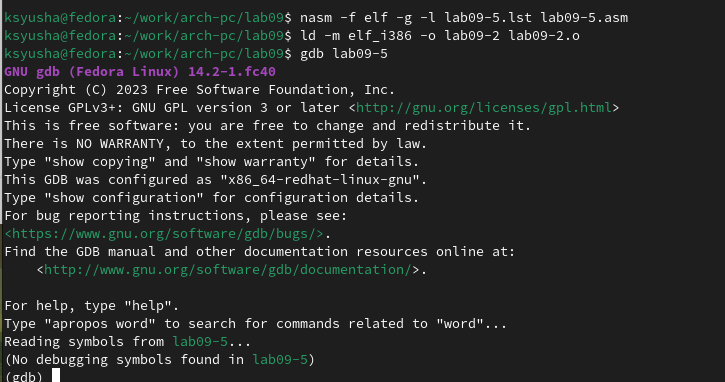 ksyusha@fedora:~/work/arch-pc/lab09$ nasm -f elf -g -l lab09-5.lst lab09-5.asm
ksyusha@fedora:~/work/arch-pc/lab09$ ld -m elf_i386 -o lab09-2 lab09-2.o
ksyusha@fedora:~/work/arch-pc/lab09$ gdb lab09-5
GNU gdb (Fedora Linux) 14.2-1.fc40
Copyright (C) 2023 Free Software Foundation, Inc.
License GPLv3+: GNU GPL version 3 or later <http://gnu.org/licenses/gpl.html>
This is free software: you are free to change and redistribute it.
There is NO WARRANTY, to the extent permitted by law.
Type "show copying" and "show warranty" for details.
This GDB was configured as "x86_64-redhat-linux-gnu".
Type "show configuration" for configuration details.
For bug reporting instructions, please see:
<https://www.gnu.org/software/gdb/bugs/>.
Find the GDB manual and other documentation resources online at:
    <http://www.gnu.org/software/gdb/documentation/>.

For help, type "help".
Type "apropos word" to search for commands related to "word"...
Reading symbols from lab09-5...
(No debugging symbols found in lab09-5)
(gdb)